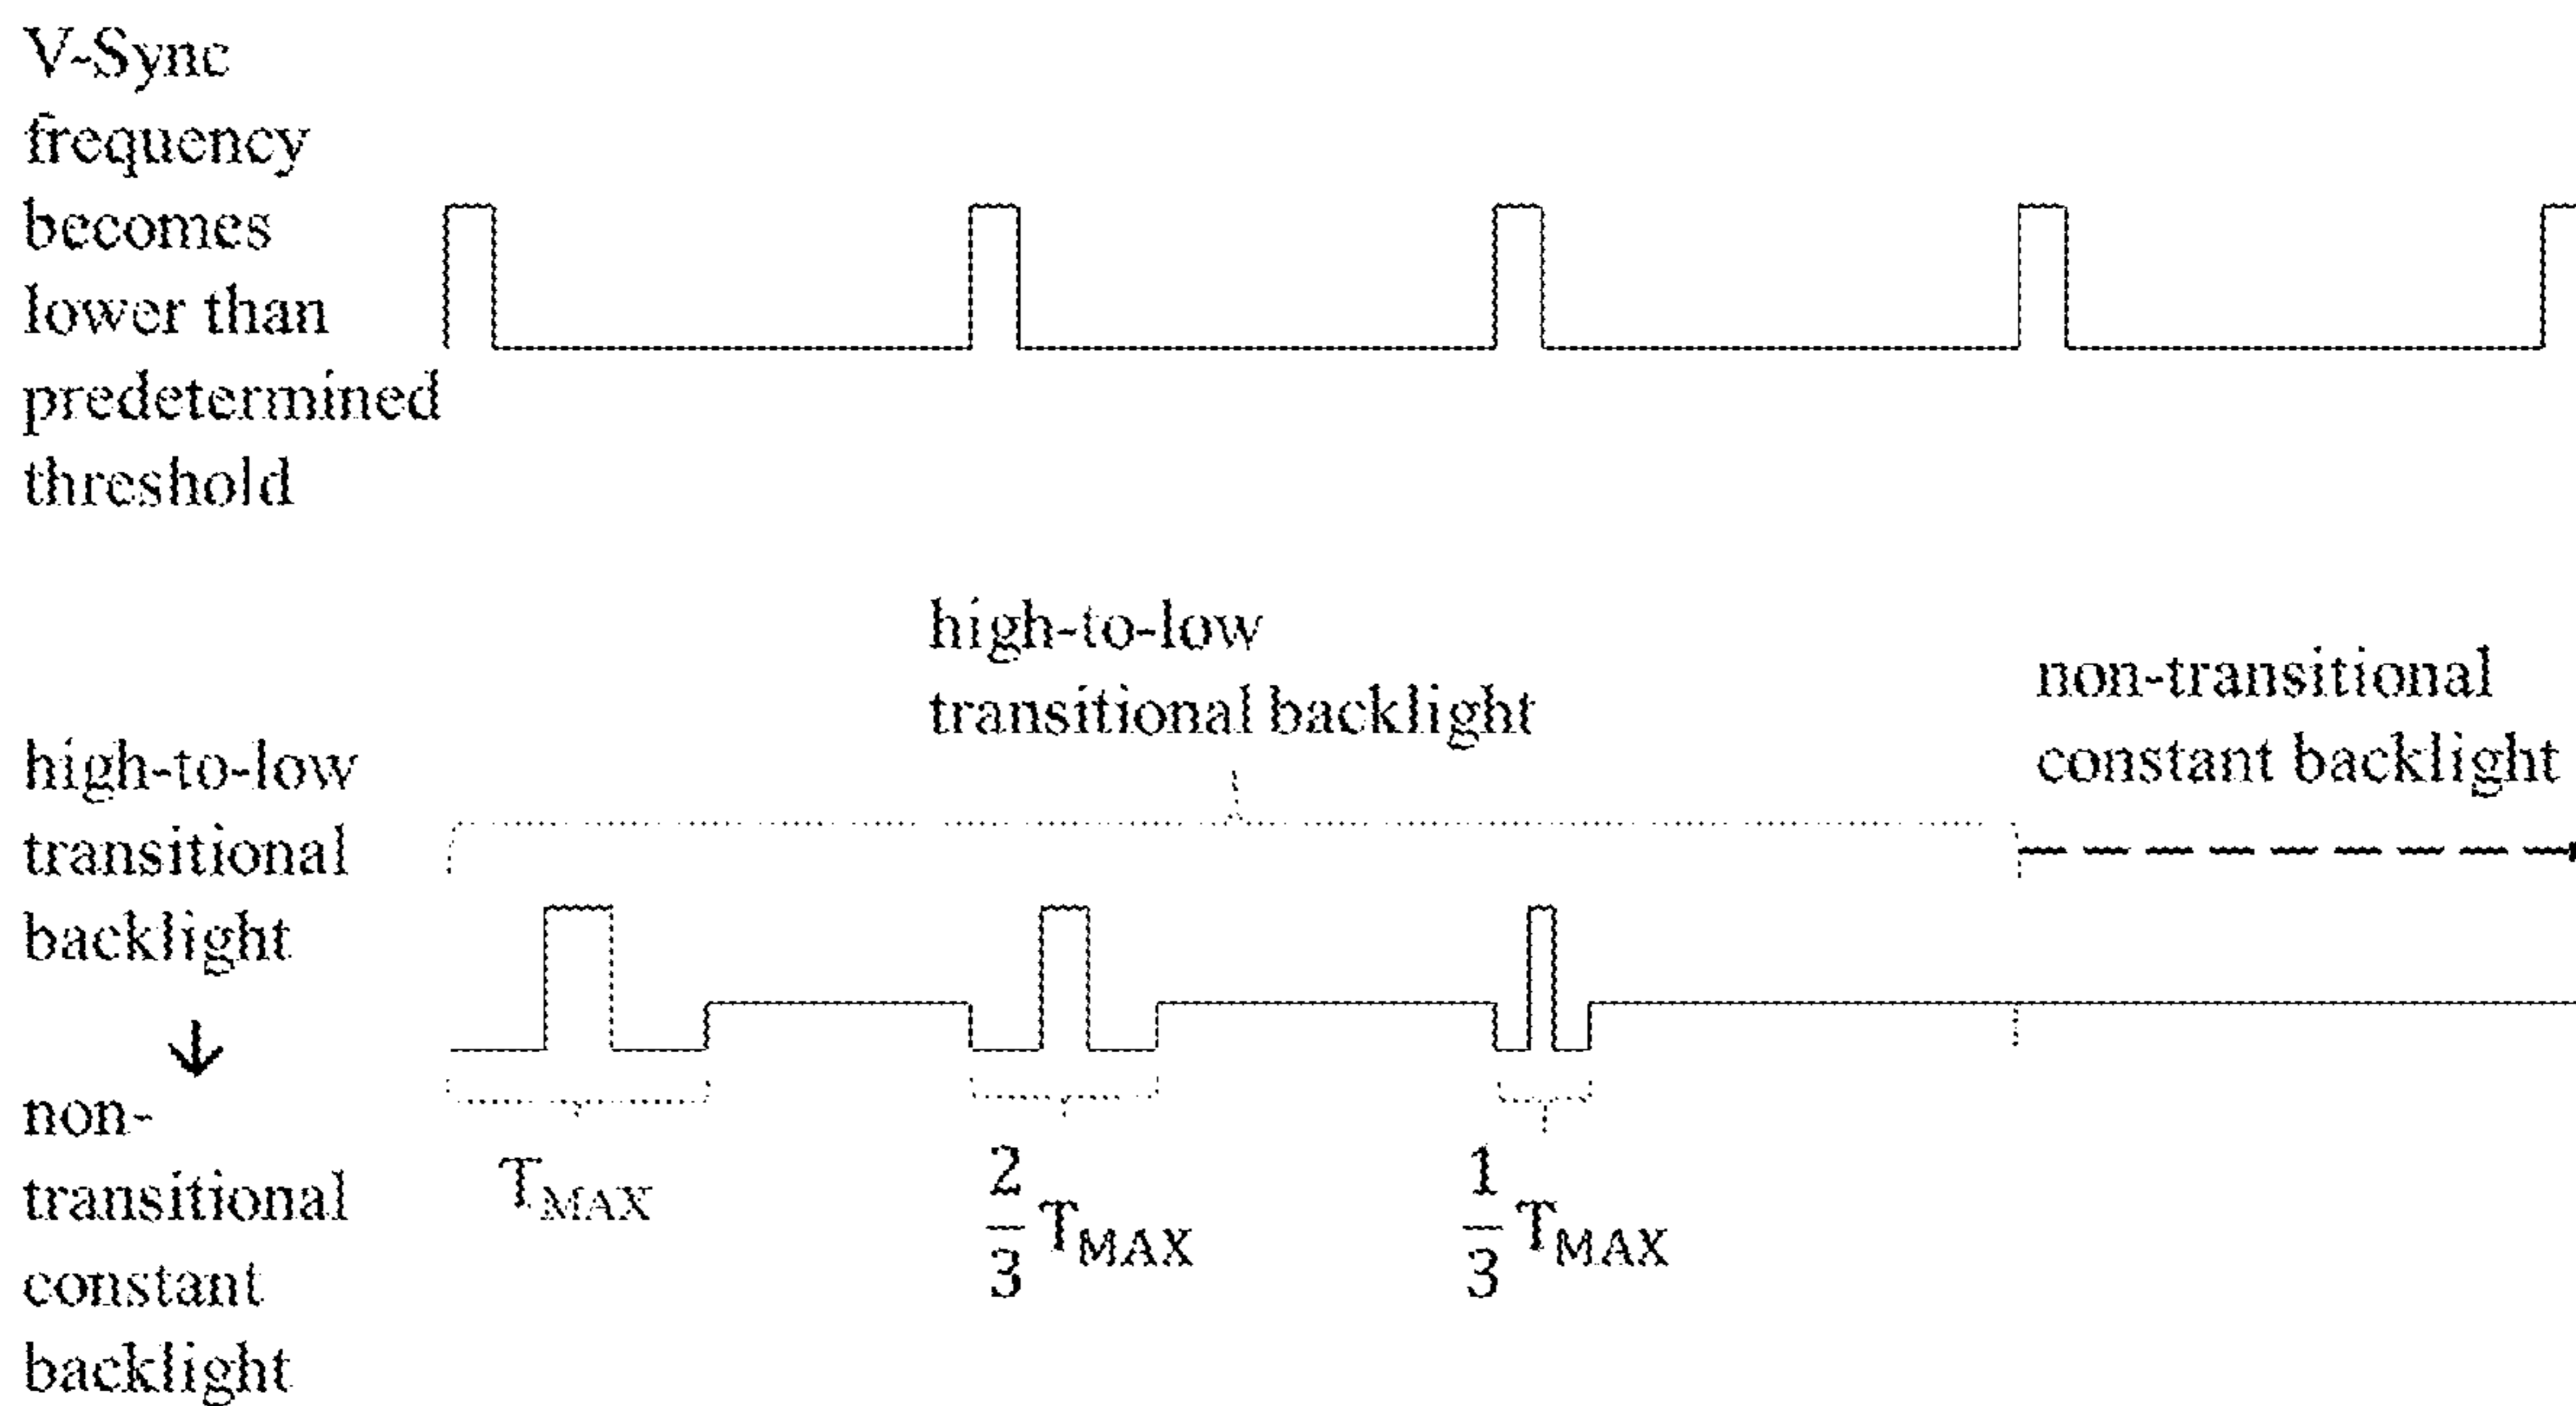 V-Sync
frequency
becomes
lower than
predetermined
threshold
high-to-low
transitional backlight
non-transitional
constant backlight
high-to-low
transitional
backlight
↓
non-
transitional
constant
backlight
T_MAX
2/3 T_MAX
1/3 T_MAX